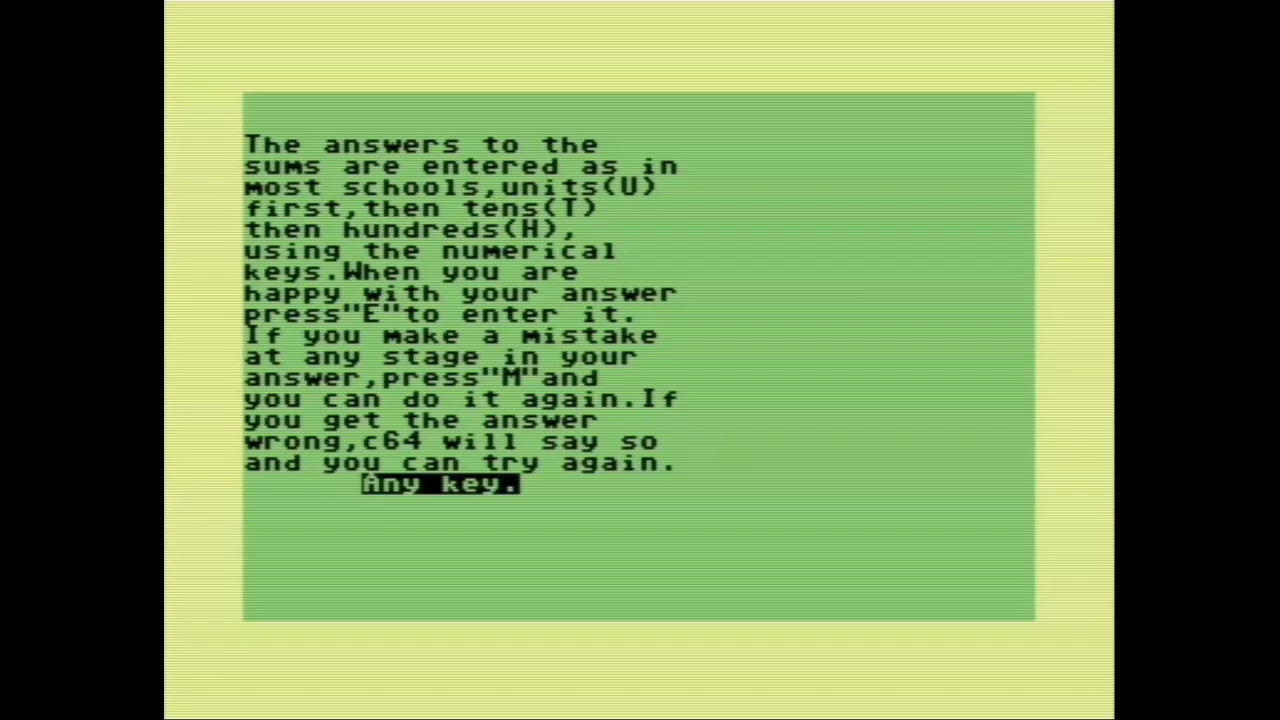 The answers to the
sums are entered as in
most schools,units(U)
first,then tens(T)
then hundreds(H),
using the numerical
keys.When you are
happy with your answer
press"E"to enter it.
If you make a mistake
at any stage in your
answer,press"M"and
you can do it again.If
you get the answer
wrong,c64 will say so
and you can try again.
Any key.